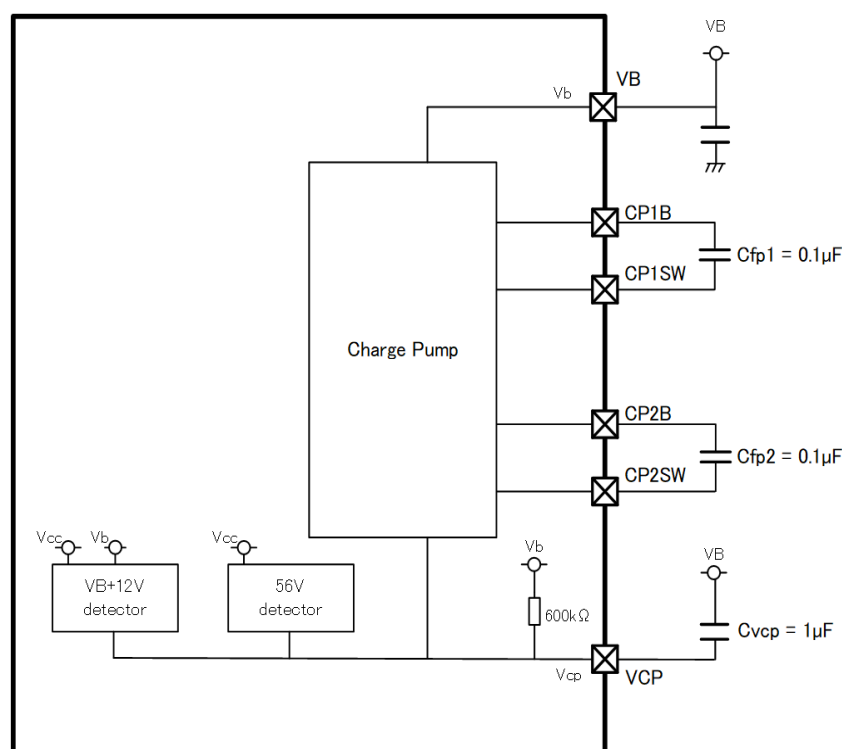 VB
VB
Vb
CP1B
Cfp1 = 0.1µF
CP1SW
Charge Pump
CP2B
Cfp2 = 0.1µF
CP2SW
Vcc
Vb
Vcc
Vb
VB
VB+12V
detector
56V
detector
600kΩ
Cvcp = 1µF
Vcp
VCP